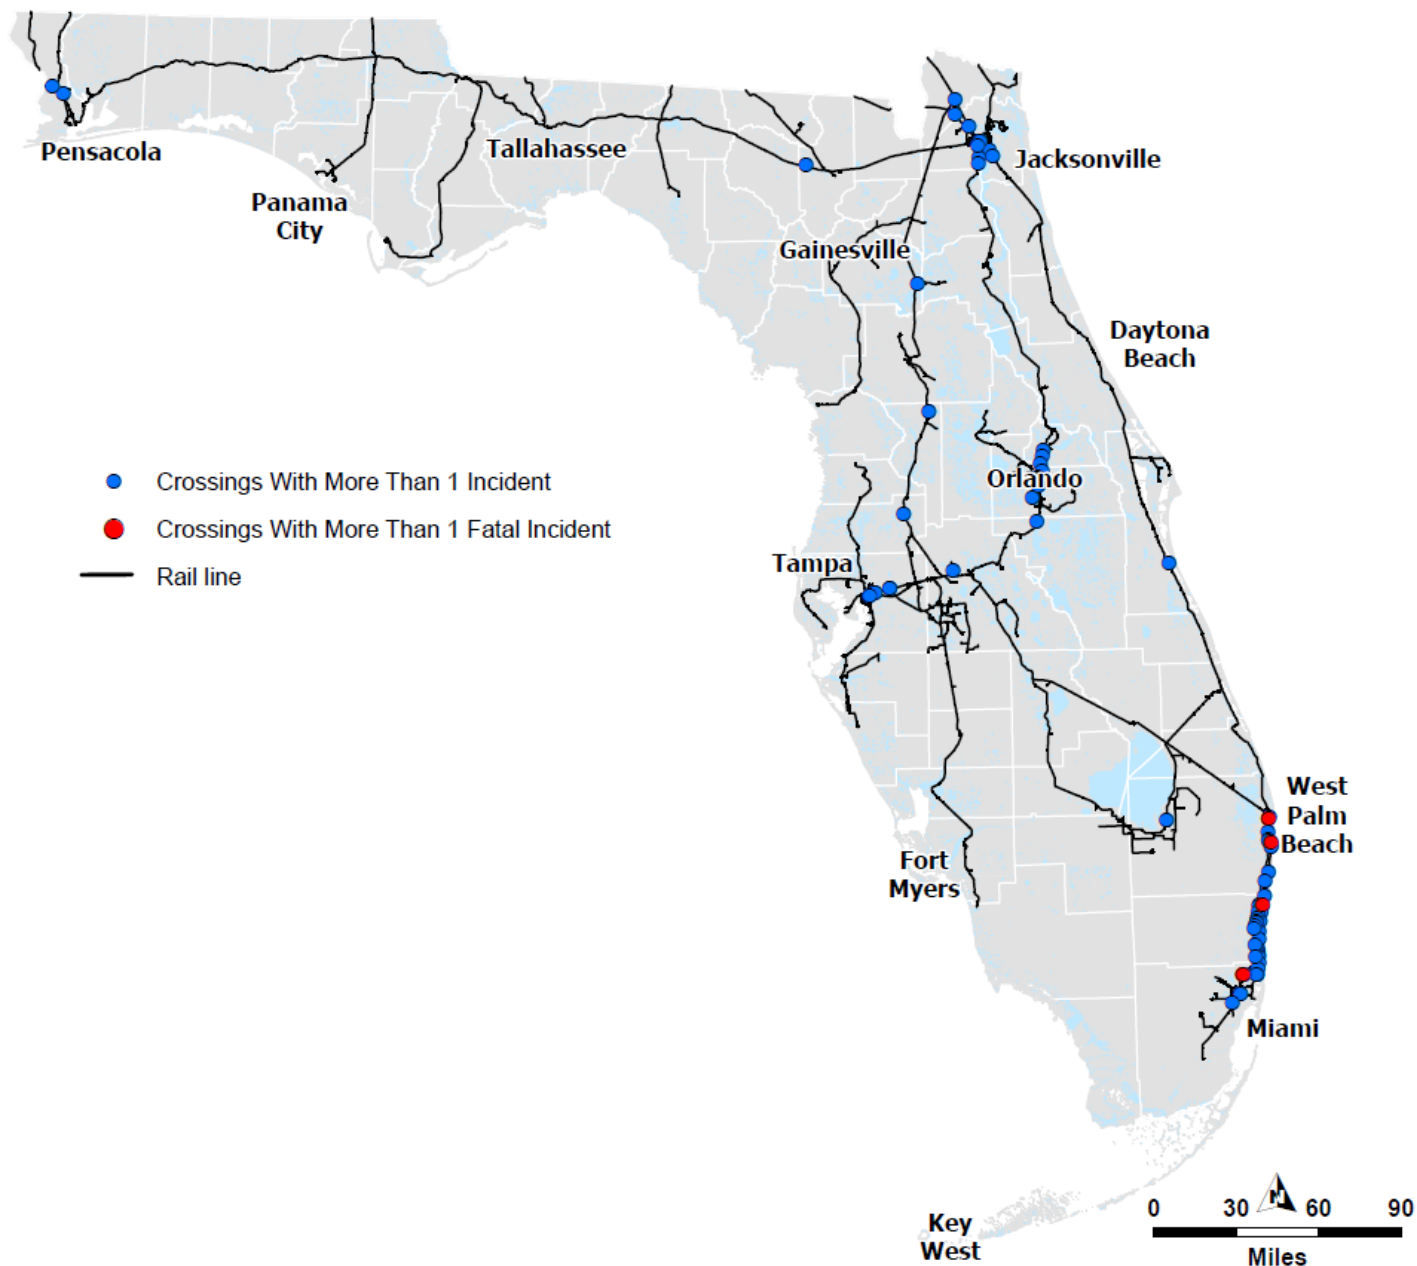 Pensacola
Tallahassee
Jacksonville
Panama
City
Gainesville
Daytona
Beach
Crossings With More Than 1 Incident
Orlando
Crossings With More Than 1 Fatal Incident
Tampa
Rail line
West
Palm
Beach
Fort
Myers
Miami
Key
West
N
0 30 60 90
Miles